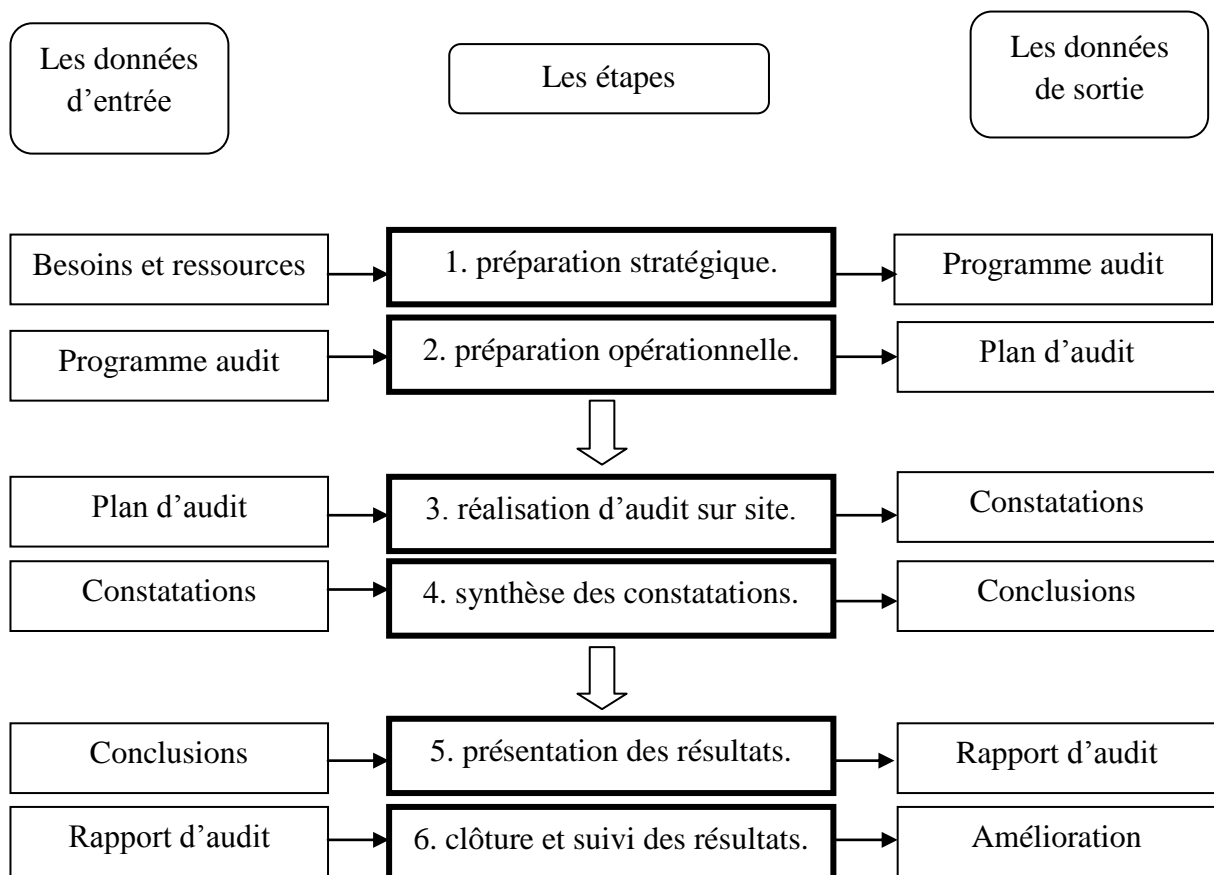 Les données
d’entrée
Les étapes
Les données
de sortie
Besoins et ressources
1. préparation stratégique.
Programme audit
Programme audit
2. préparation opérationnelle.
Plan d’audit
Plan d’audit
3. réalisation d’audit sur site.
Constatations
Constatations
4. synthèse des constatations.
Conclusions
Conclusions
5. présentation des résultats.
Rapport d’audit
Rapport d’audit
6. clôture et suivi des résultats.
Amélioration